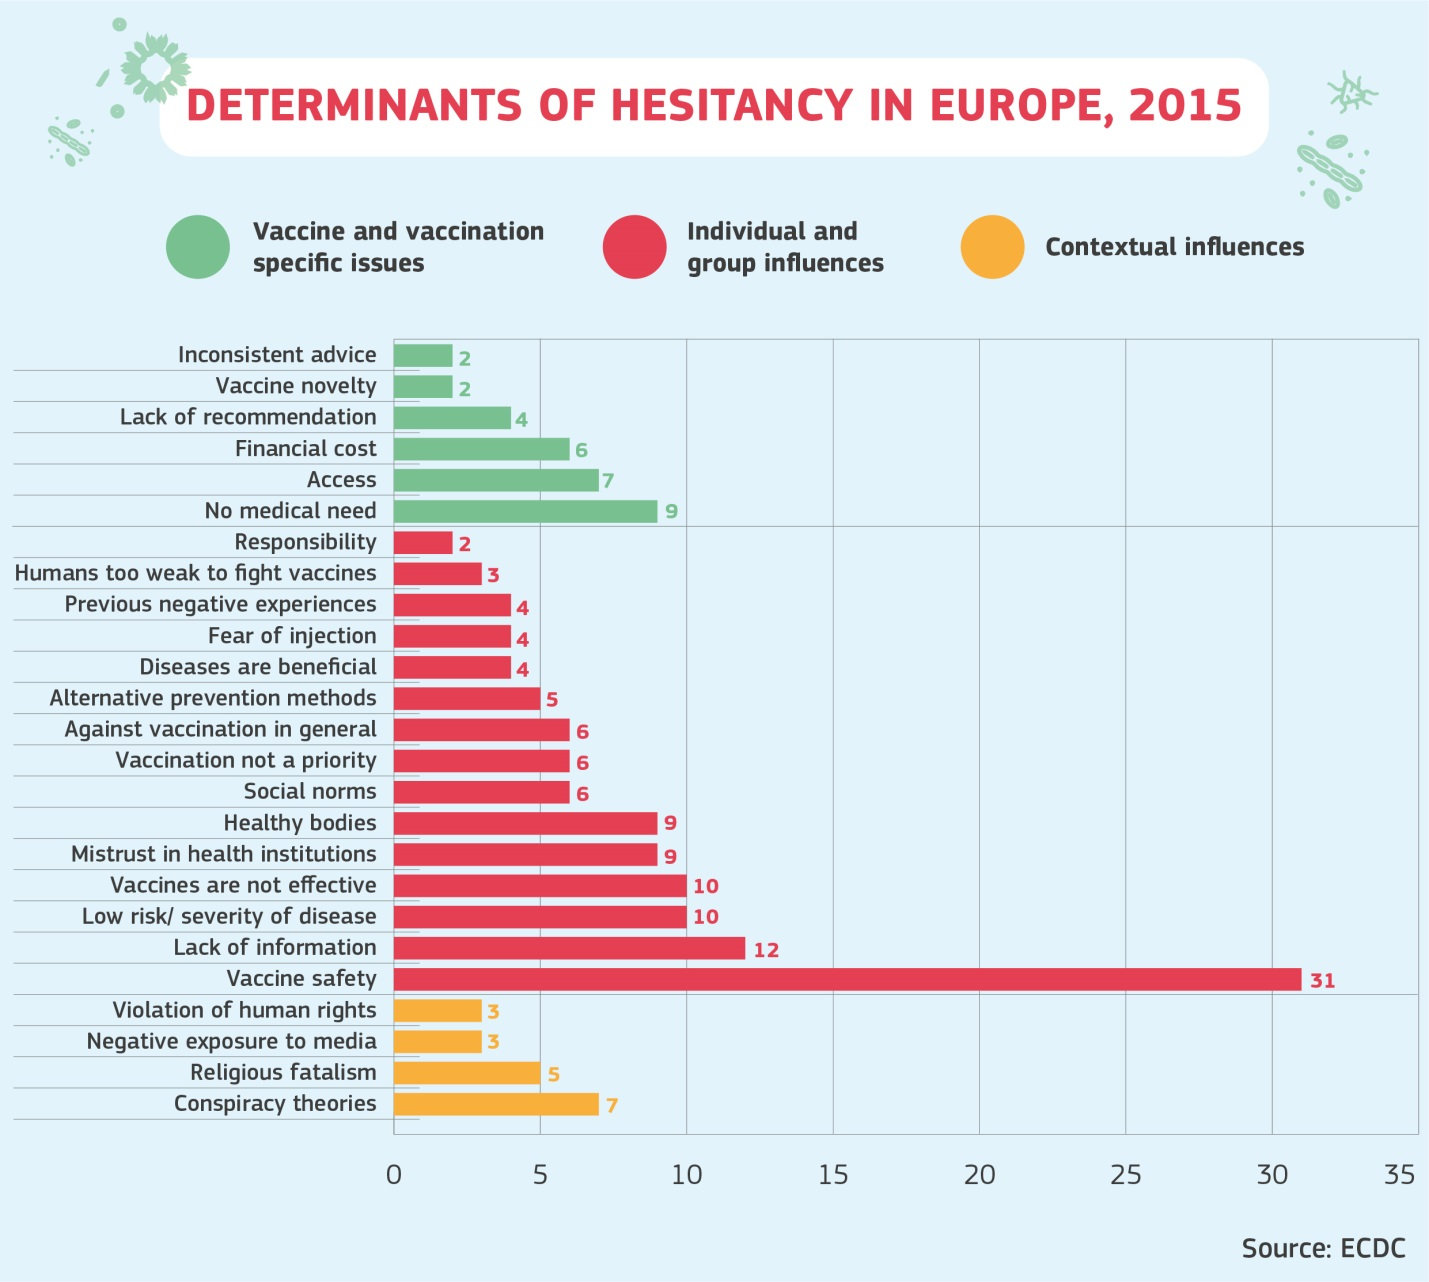 DETERMINANTS OF HESITANCY IN EUROPE, 2015
Vaccine and vaccination
specific issues
Individual and
group influences
Contextual influences
Inconsistent advice 2
Vaccine novelty 2
Lack of recommendation 4
Financial cost 6
Access 7
No medical need 9
Responsibility 2
Humans too weak to fight vaccines 3
Previous negative experiences 4
Fear of injection 4
Diseases are beneficial 4
Alternative prevention methods 5
Against vaccination in general 6
Vaccination not a priority 6
Social norms 6
Healthy bodies 9
Mistrust in health institutions 9
Vaccines are not effective 10
Low risk/ severity of disease 10
Lack of information 12
Vaccine safety 31
Violation of human rights 3
Negative exposure to media 3
Religious fatalism 5
Conspiracy theories 7
0 5 10 15 20 25 30 35
Source: ECDC